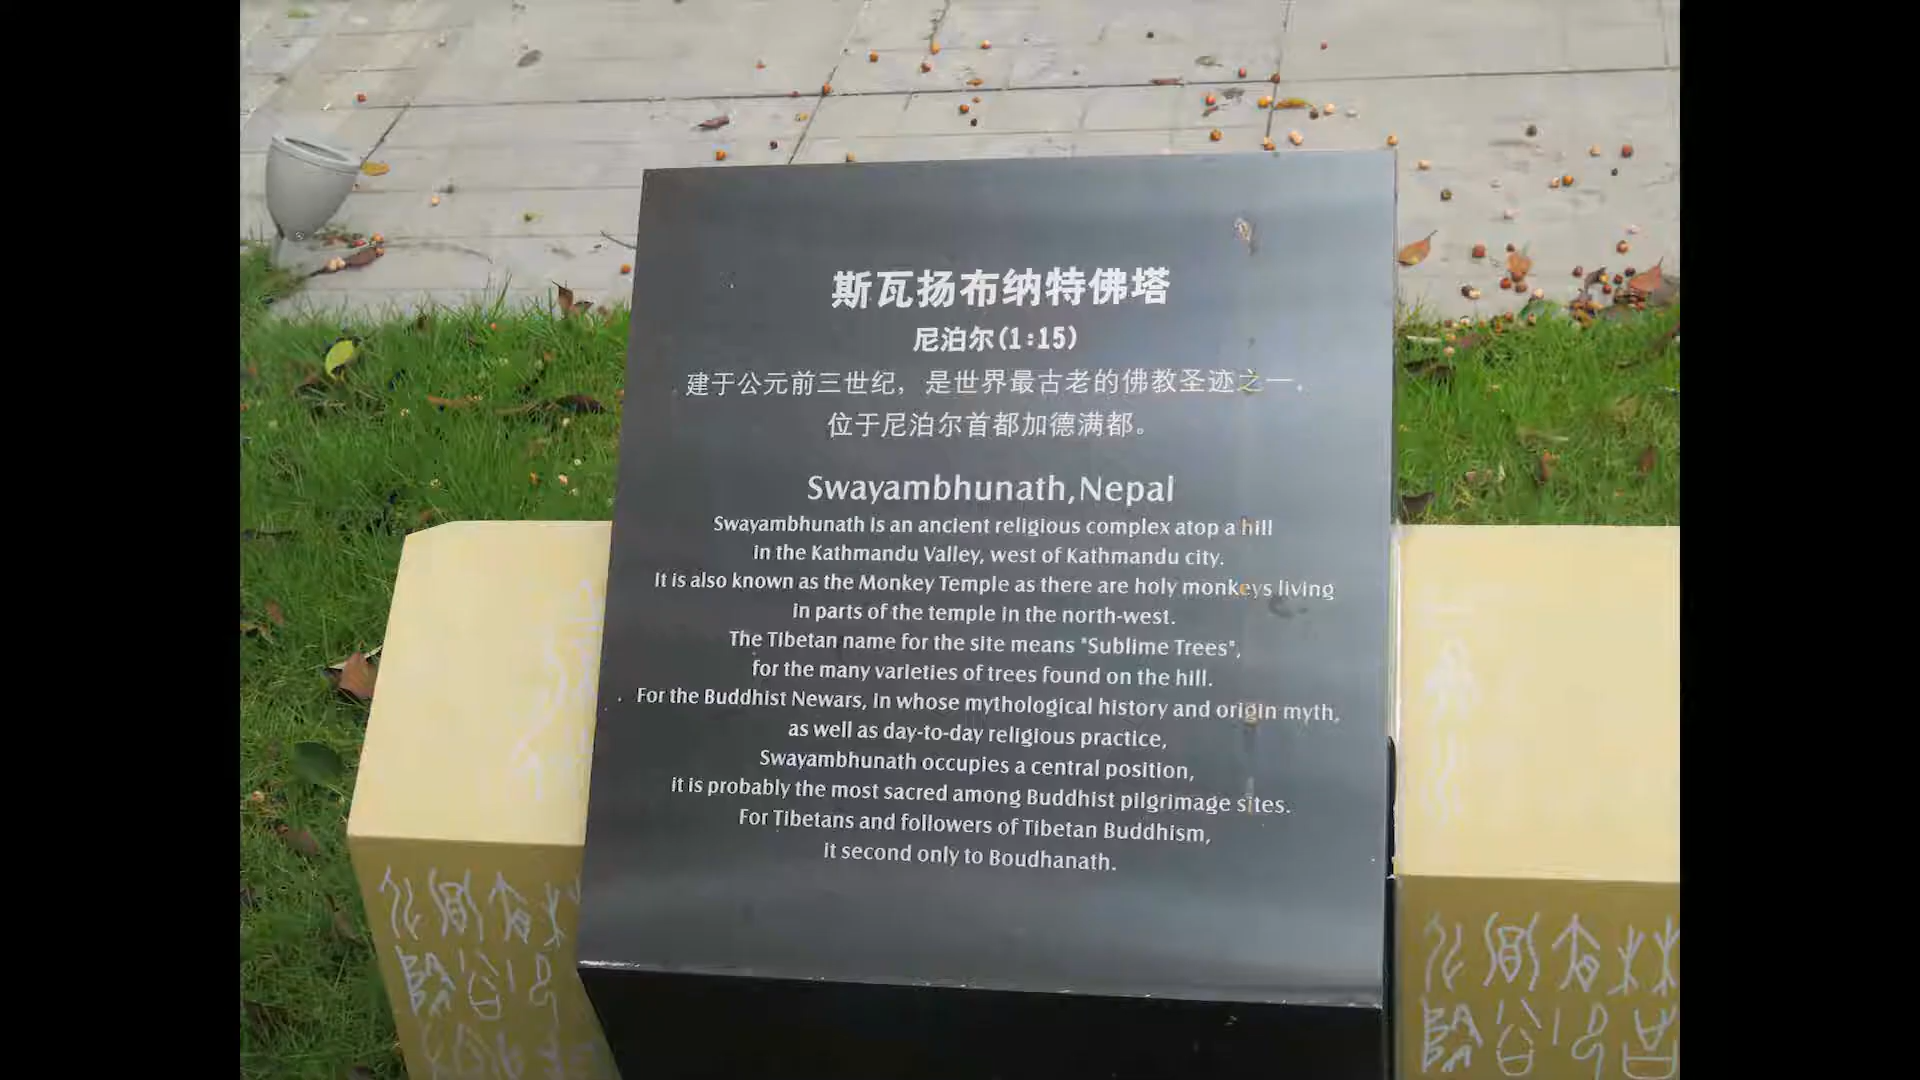 斯瓦扬布纳特佛塔
尼泊尔(1:15)
建于公元前三世纪，是世界最古老的佛教圣迹之一.
位于尼泊尔首都加德满都。
Swayambhunath,Nepal
Swayambhunath is an ancient religious complex atop a hill
in the Kathmandu Valley, west of Kathmandu city.
It is also known as the Monkey Temple as there are holy monkeys living
in parts of the temple in the north-west.
The Tibetan name for the site means "Sublime Trees",
for the many varieties of trees found on the hill.
For the Buddhist Newars, in whose mythological history and origin myth,
as well as day-to-day religious practice,
Swayambhunath occupies a central position,
it is probably the most sacred among Buddhist pilgrimage sites.
For Tibetans and followers of Tibetan Buddhism,
it second only to Boudhanath.